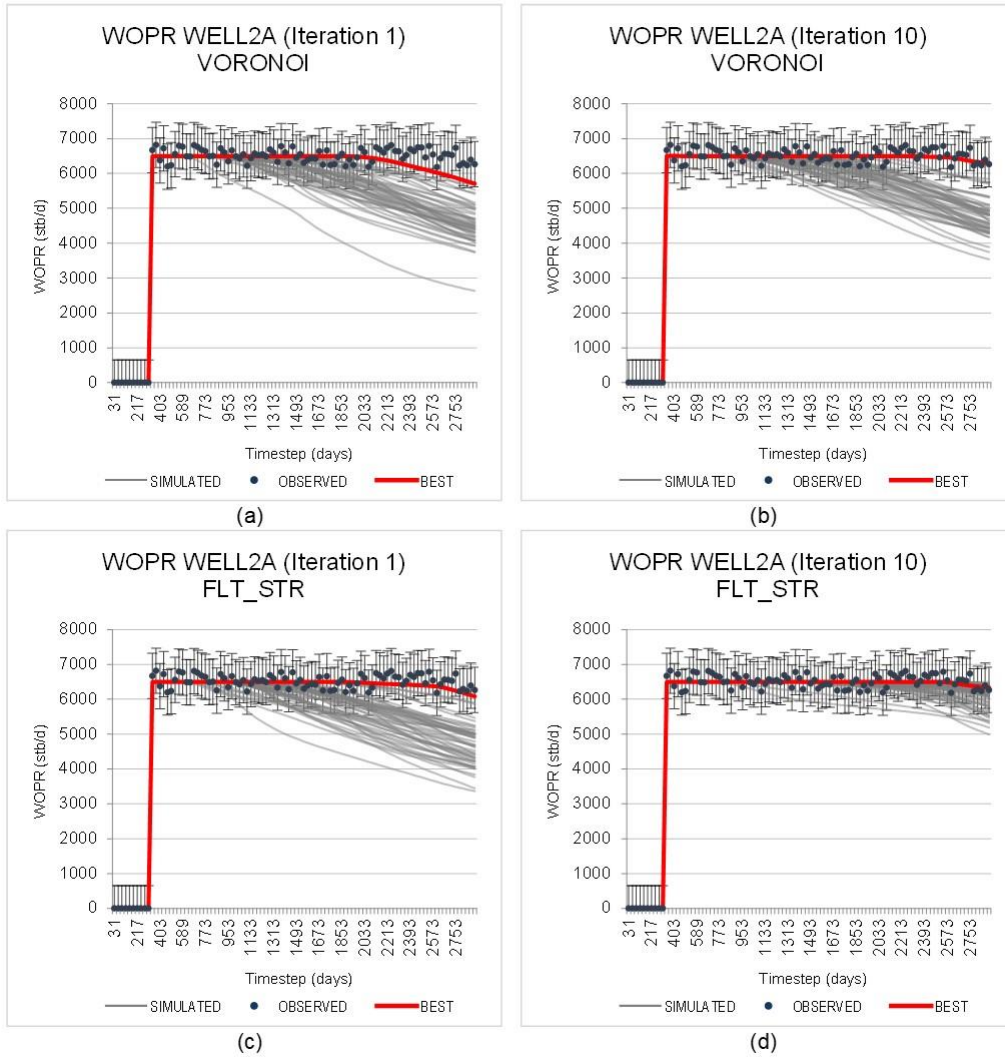 WOPR WELL2A (Iteration 1)
VORONOI
8000
7000
6000
5000
4000
3000
2000
1000
0
WOPR (stb/d)
31 217 403 589 773 953 1133 1313 1493 1673 1853 2033 2213 2393 2573 2753
Timestep (days)
SIMULATED OBSERVED BEST
(a)
WOPR WELL2A (Iteration 10)
VORONOI
8000
7000
6000
5000
4000
3000
2000
1000
0
WOPR (stb/d)
31 217 403 589 773 953 1133 1313 1493 1673 1853 2033 2213 2393 2573 2753
Timestep (days)
SIMULATED OBSERVED BEST
(b)
WOPR WELL2A (Iteration 1)
FLT_STR
8000
7000
6000
5000
4000
3000
2000
1000
0
WOPR (stb/d)
31 217 403 589 773 953 1133 1313 1493 1673 1853 2033 2213 2393 2573 2753
Timestep (days)
SIMULATED OBSERVED BEST
(c)
WOPR WELL2A (Iteration 10)
FLT_STR
8000
7000
6000
5000
4000
3000
2000
1000
0
WOPR (stb/d)
31 217 403 589 773 953 1133 1313 1493 1673 1853 2033 2213 2393 2573 2753
Timestep (days)
SIMULATED OBSERVED BEST
(d)